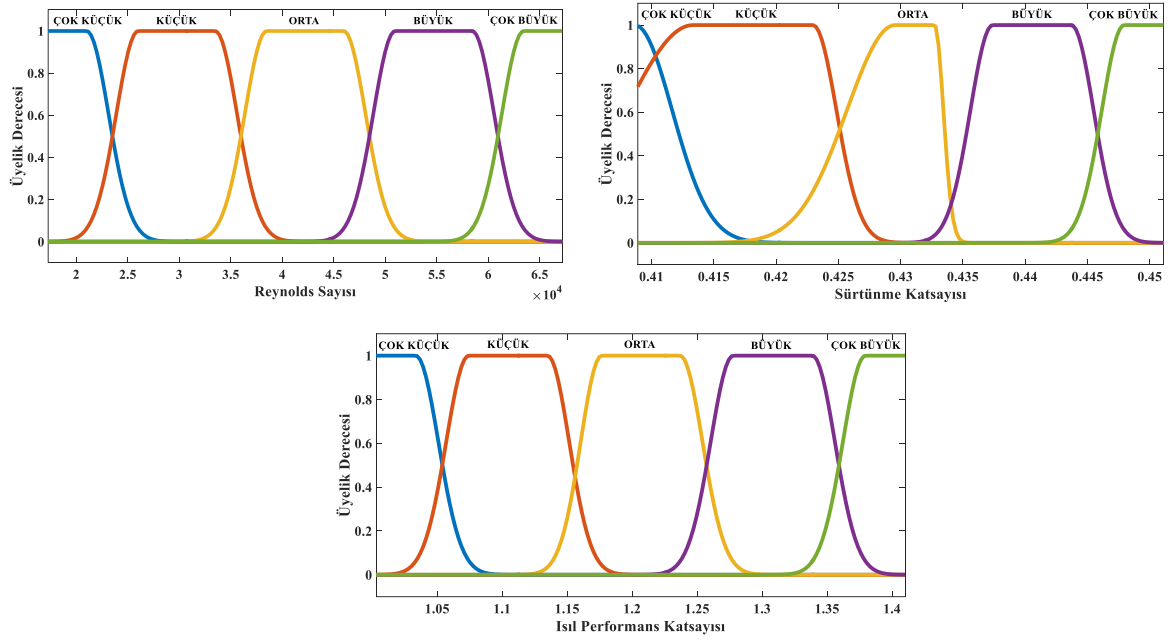 ÇOK KÜÇÜK KÜÇÜK ORTA BÜYÜK ÇOK BÜYÜK
1
0.8
0.6
0.4
0.2
0
Üyelik Derecesi
2 2.5 3 3.5 4 4.5 5 5.5 6 6.5
×10⁴
Reynolds Sayısı
ÇOK KÜÇÜK KÜÇÜK ORTA BÜYÜK ÇOK BÜYÜK
1
0.8
0.6
0.4
0.2
0
Üyelik Derecesi
0.41 0.415 0.42 0.425 0.43 0.435 0.44 0.445 0.45
Sürtünme Katsayısı
ÇOK KÜÇÜK KÜÇÜK ORTA BÜYÜK ÇOK BÜYÜK
1
0.8
0.6
0.4
0.2
0
Üyelik Derecesi
1.05 1.1 1.15 1.2 1.25 1.3 1.35 1.4
Isıl Performans Katsayısı